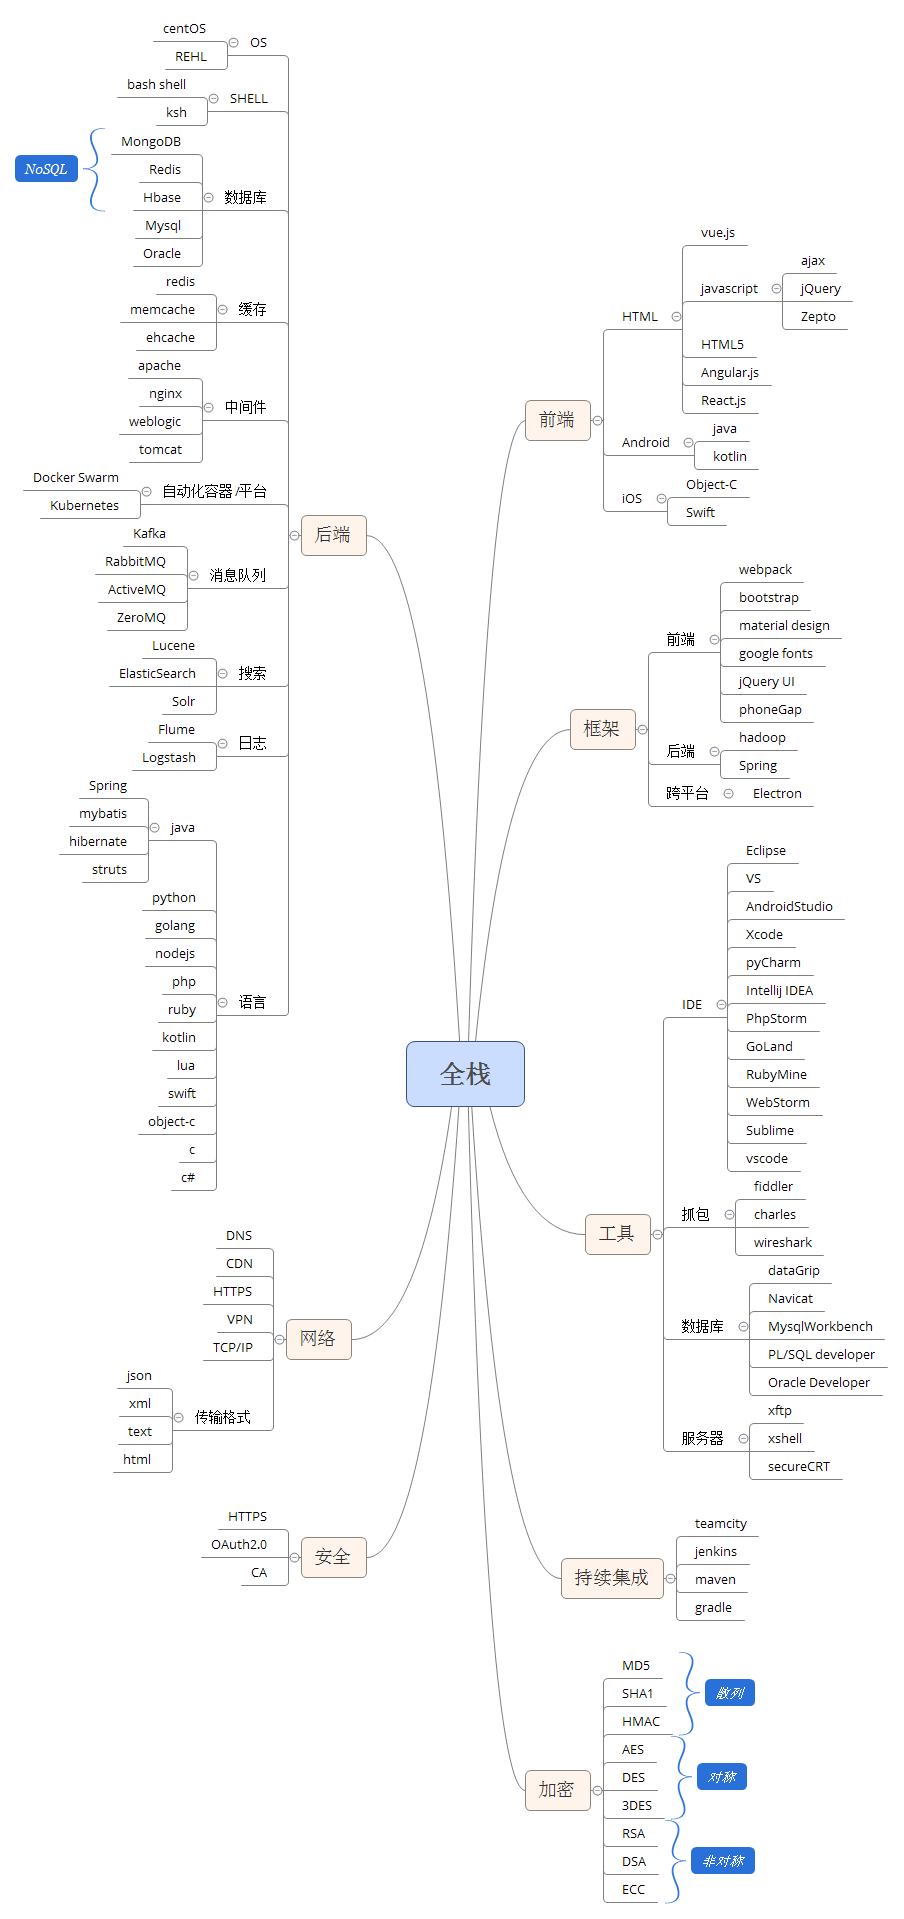 全栈
前端
HTML
vue.js
javascript
ajax
jQuery
Zepto
HTML5
Angular.js
React.js
Android
java
kotlin
iOS
Object-C
Swift
框架
前端
webpack
bootstrap
material design
google fonts
jQuery UI
phoneGap
后端
hadoop
Spring
跨平台
Electron
工具
IDE
Eclipse
VS
AndroidStudio
Xcode
pyCharm
Intellij IDEA
PhpStorm
GoLand
RubyMine
WebStorm
Sublime
vscode
抓包
fiddler
charles
wireshark
数据库
dataGrip
Navicat
MysqlWorkbench
PL/SQL developer
Oracle Developer
服务器
xftp
xshell
secureCRT
持续集成
teamcity
jenkins
maven
gradle
加密
MD5
SHA1
HMAC
散列
AES
DES
3DES
对称
RSA
DSA
ECC
非对称
后端
OS
centOS
REHL
SHELL
bash shell
ksh
数据库
MongoDB
Redis
Hbase
NoSQL
Mysql
Oracle
缓存
redis
memcache
ehcache
中间件
apache
nginx
weblogic
tomcat
自动化容器/平台
Docker Swarm
Kubernetes
消息队列
Kafka
RabbitMQ
ActiveMQ
ZeroMQ
搜索
Lucene
ElasticSearch
Solr
日志
Flume
Logstash
语言
java
Spring
mybatis
hibernate
struts
python
golang
nodejs
php
ruby
kotlin
lua
swift
object-c
c
c#
网络
DNS
CDN
HTTPS
VPN
TCP/IP
传输格式
json
xml
text
html
安全
HTTPS
OAuth2.0
CA